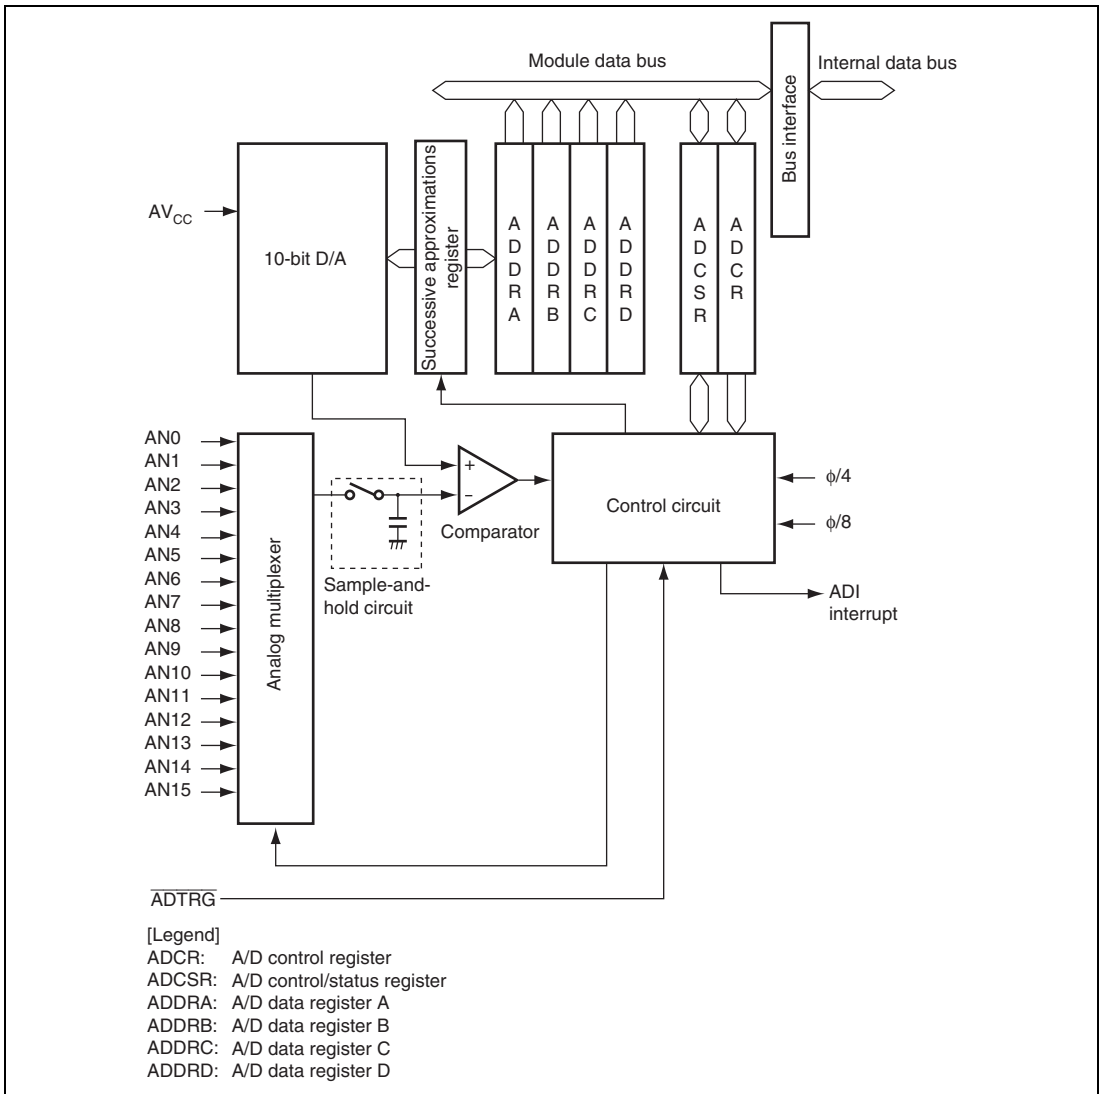 Module data bus
Internal data bus
Bus interface
AVCC
10-bit D/A
Successive approximations
register
ADDRA
ADDRB
ADDRC
ADDRD
ADCSR
ADCR
AN0
AN1
AN2
AN3
AN4
AN5
AN6
AN7
AN8
AN9
AN10
AN11
AN12
AN13
AN14
AN15
Analog multiplexer
+
−
Comparator
Sample-and-
hold circuit
Control circuit
ϕ/4
ϕ/8
ADI
interrupt
ADTRG
[Legend]
ADCR: A/D control register
ADCSR: A/D control/status register
ADDRA: A/D data register A
ADDRB: A/D data register B
ADDRC: A/D data register C
ADDRD: A/D data register D